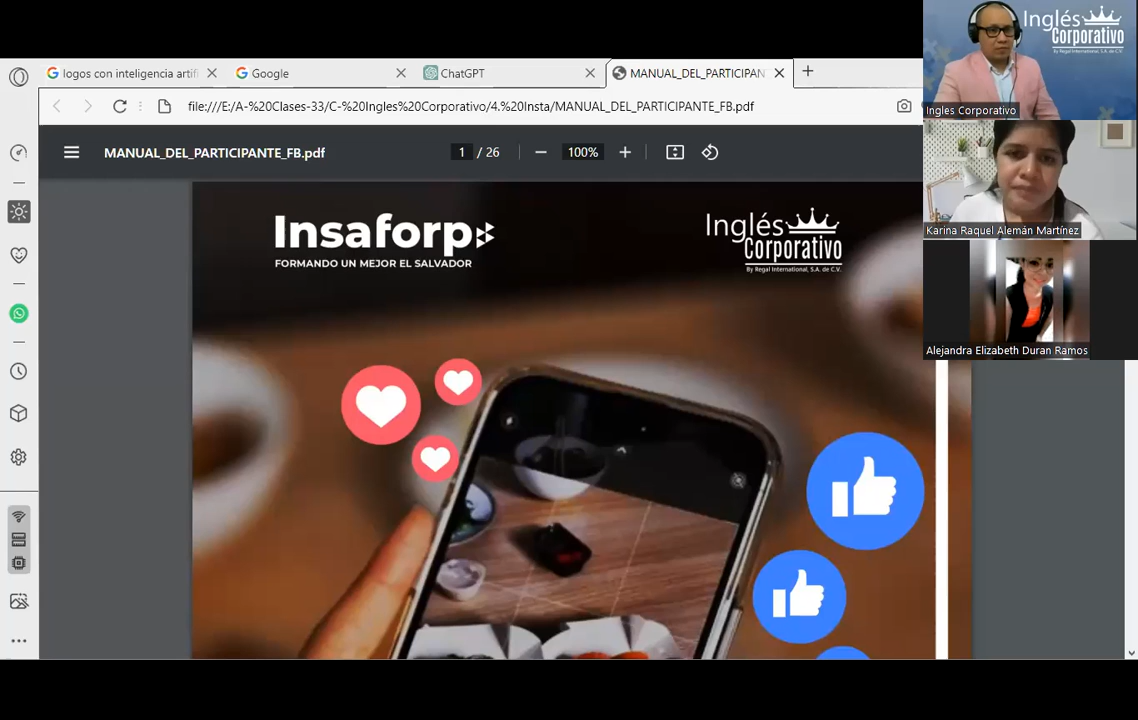 logos con inteligencia artifi
Google
ChatGPT
MANUAL_DEL_PARTICIPAN
file:///E:/A-%20Clases-33/C-%20Ingles%20Corporativo/4.%20Insta/MANUAL_DEL_PARTICIPANTE_FB.pdf
MANUAL_DEL_PARTICIPANTE_FB.pdf
1 / 26
100%
Insaforp
FORMANDO UN MEJOR EL SALVADOR
Inglés
Corporativo
By Regal International, S.A. de C.V.
Inglés
Corporativo
By Regal International, S.A. de C.V.
Ingles Corporativo
Karina Raquel Alemán Martínez
Alejandra Elizabeth Duran Ramos